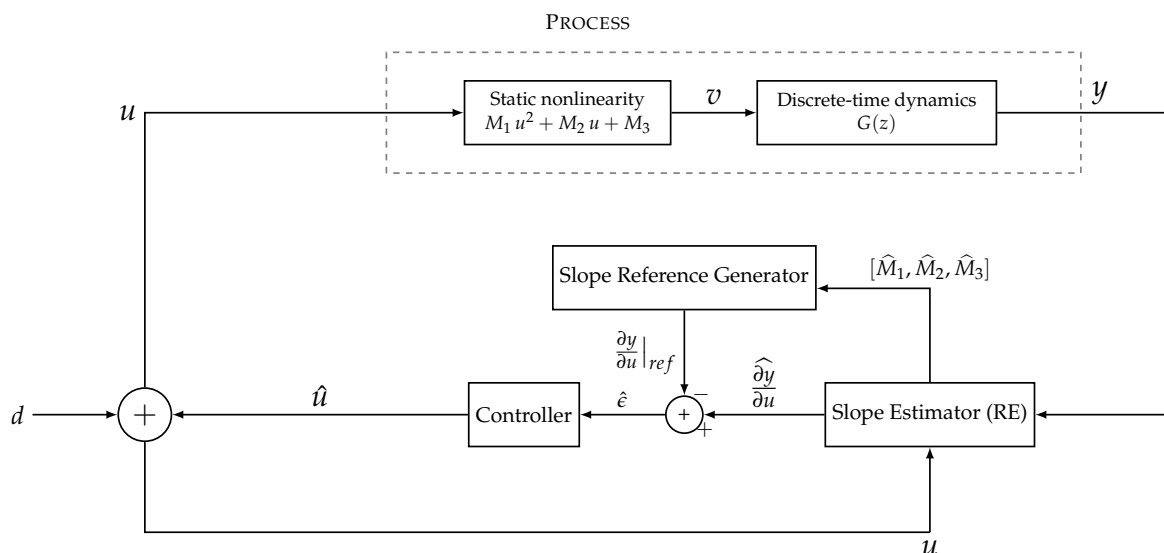 PROCESS
u
Static nonlinearity
M₁ u² + M₂ u + M₃
v
Discrete-time dynamics
G(z)
y
Slope Reference Generator
[M̂₁, M̂₂, M̂₃]
∂y/∂u|ref
−
d
+
û
Controller
ϵ̂
+
+
∂̂y/∂u
Slope Estimator (RE)
u